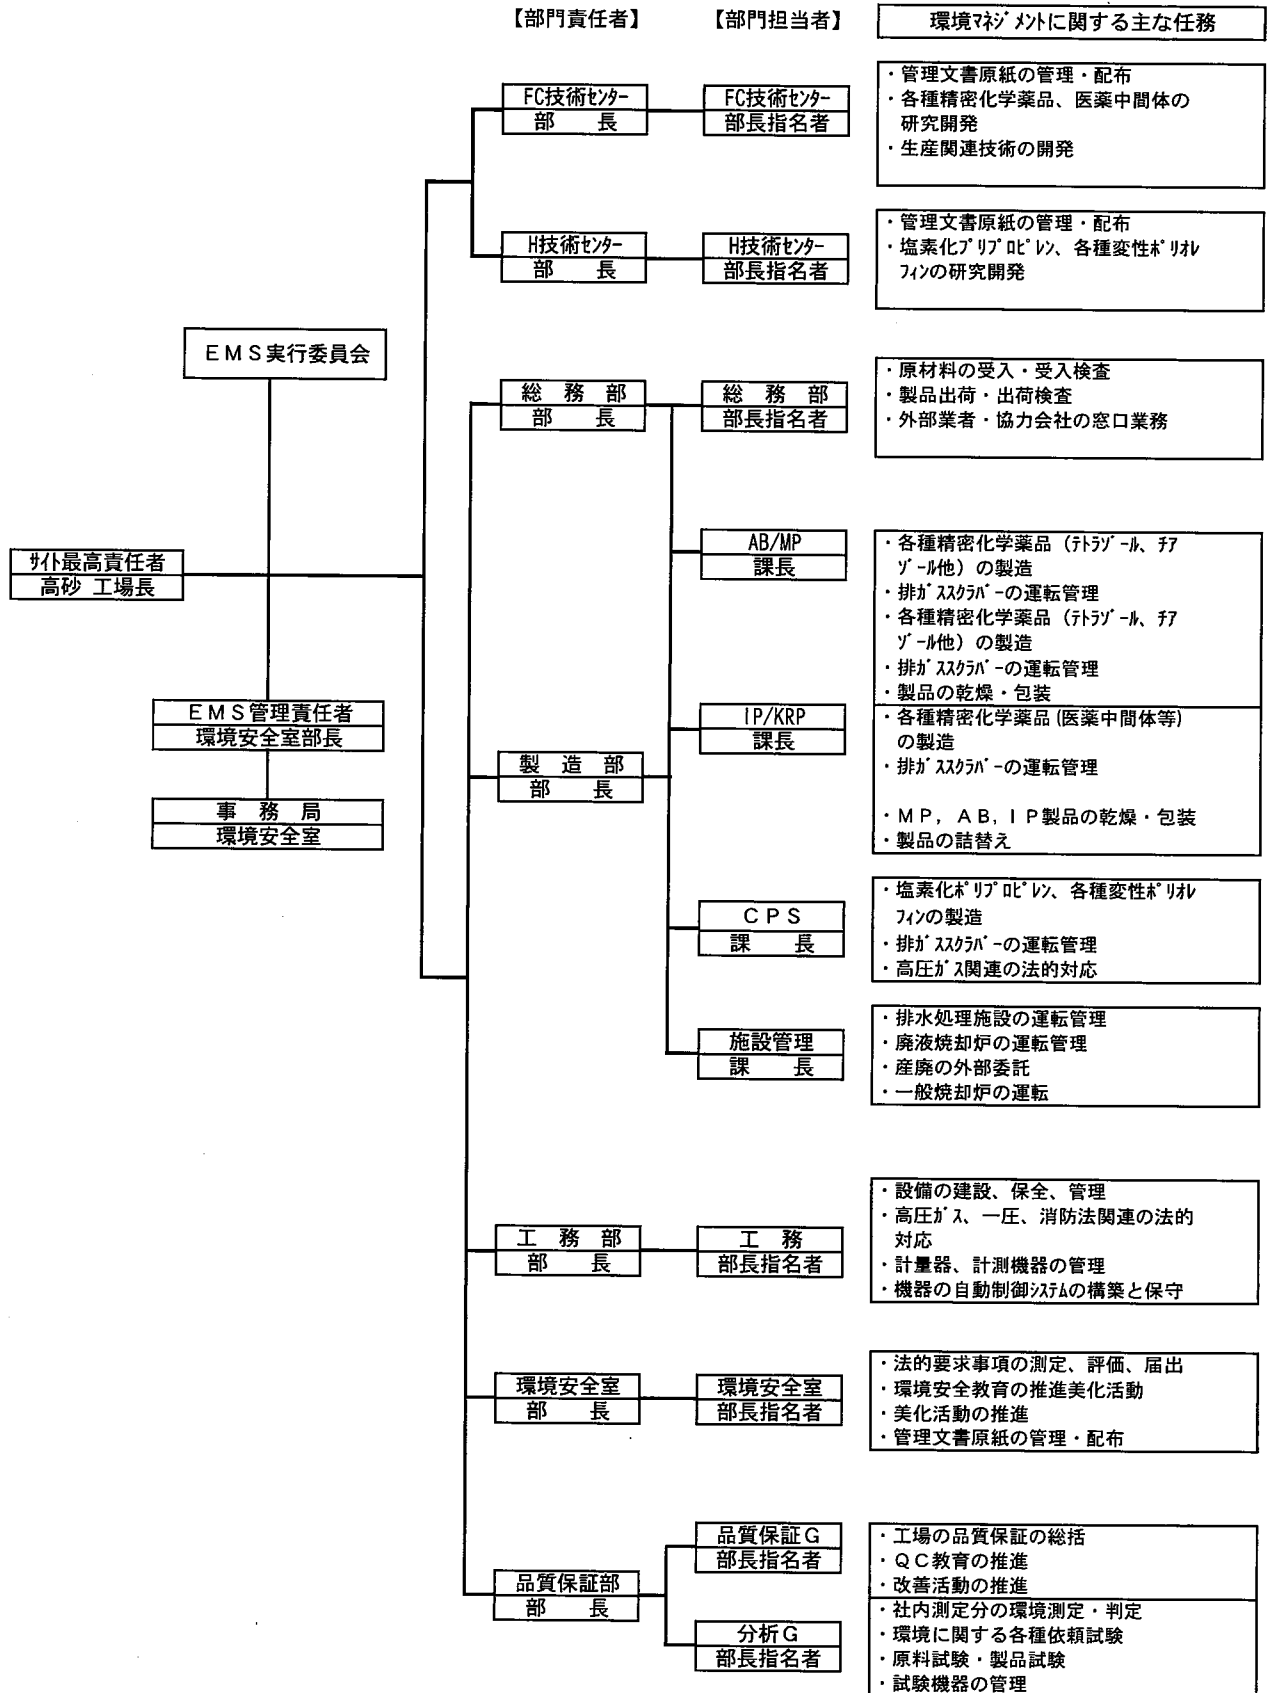 【部門責任者】
【部門担当者】
環境ﾏﾈｼﾞﾒﾝﾄに関する主な任務
FC技術ｾﾝﾀｰ
部　長
FC技術ｾﾝﾀｰ
部長指名者
・管理文書原紙の管理・配布
・各種精密化学薬品、医薬中間体の
研究開発
・生産関連技術の開発
H技術ｾﾝﾀｰ
部　長
H技術ｾﾝﾀｰ
部長指名者
・管理文書原紙の管理・配布
・塩素化ﾌﾟﾘﾌﾟﾛﾋﾟﾚﾝ、各種変性ﾎﾟﾘｵﾚ
ﾌｨﾝの研究開発
ＥＭＳ実行委員会
総　務　部
部　長
総　務　部
部長指名者
・原材料の受入・受入検査
・製品出荷・出荷検査
・外部業者・協力会社の窓口業務
ｻｲﾄ最高責任者
高砂 工場長
AB/MP
課長
・各種精密化学薬品（ﾃﾄﾗｿﾞｰﾙ、ﾁｱ
ｿﾞｰﾙ他）の製造
・排ｶﾞｽｽｸﾗﾊﾞｰの運転管理
・各種精密化学薬品（ﾃﾄﾗｿﾞｰﾙ、ﾁｱ
ｿﾞｰﾙ他）の製造
・排ｶﾞｽｽｸﾗﾊﾞｰの運転管理
・製品の乾燥・包装
ＥＭＳ管理責任者
環境安全室部長
事　務　局
環境安全室
製　造　部
部　長
IP/KRP
課長
・各種精密化学薬品(医薬中間体等)
の製造
・排ｶﾞｽｽｸﾗﾊﾞｰの運転管理
・ＭＰ，ＡＢ,ＩＰ製品の乾燥・包装
・製品の詰替え
ＣＰＳ
課　長
・塩素化ﾎﾟﾘﾌﾟﾛﾋﾟﾚﾝ、各種変性ﾎﾟﾘｵﾚ
ﾌｨﾝの製造
・排ｶﾞｽｽｸﾗﾊﾞｰの運転管理
・高圧ｶﾞｽ関連の法的対応
施設管理
課　長
・排水処理施設の運転管理
・廃液焼却炉の運転管理
・産廃の外部委託
・一般焼却炉の運転
工　務　部
部　長
工　務
部長指名者
・設備の建設、保全、管理
・高圧ｶﾞｽ、一圧、消防法関連の法的
対応
・計量器、計測機器の管理
・機器の自動制御ｼｽﾃﾑの構築と保守
環境安全室
部　長
環境安全室
部長指名者
・法的要求事項の測定、評価、届出
・環境安全教育の推進美化活動
・美化活動の推進
・管理文書原紙の管理・配布
品質保証部
部　長
品質保証Ｇ
部長指名者
・工場の品質保証の総括
・ＱＣ教育の推進
・改善活動の推進
分析Ｇ
部長指名者
・社内測定分の環境測定・判定
・環境に関する各種依頼試験
・原料試験・製品試験
・試験機器の管理